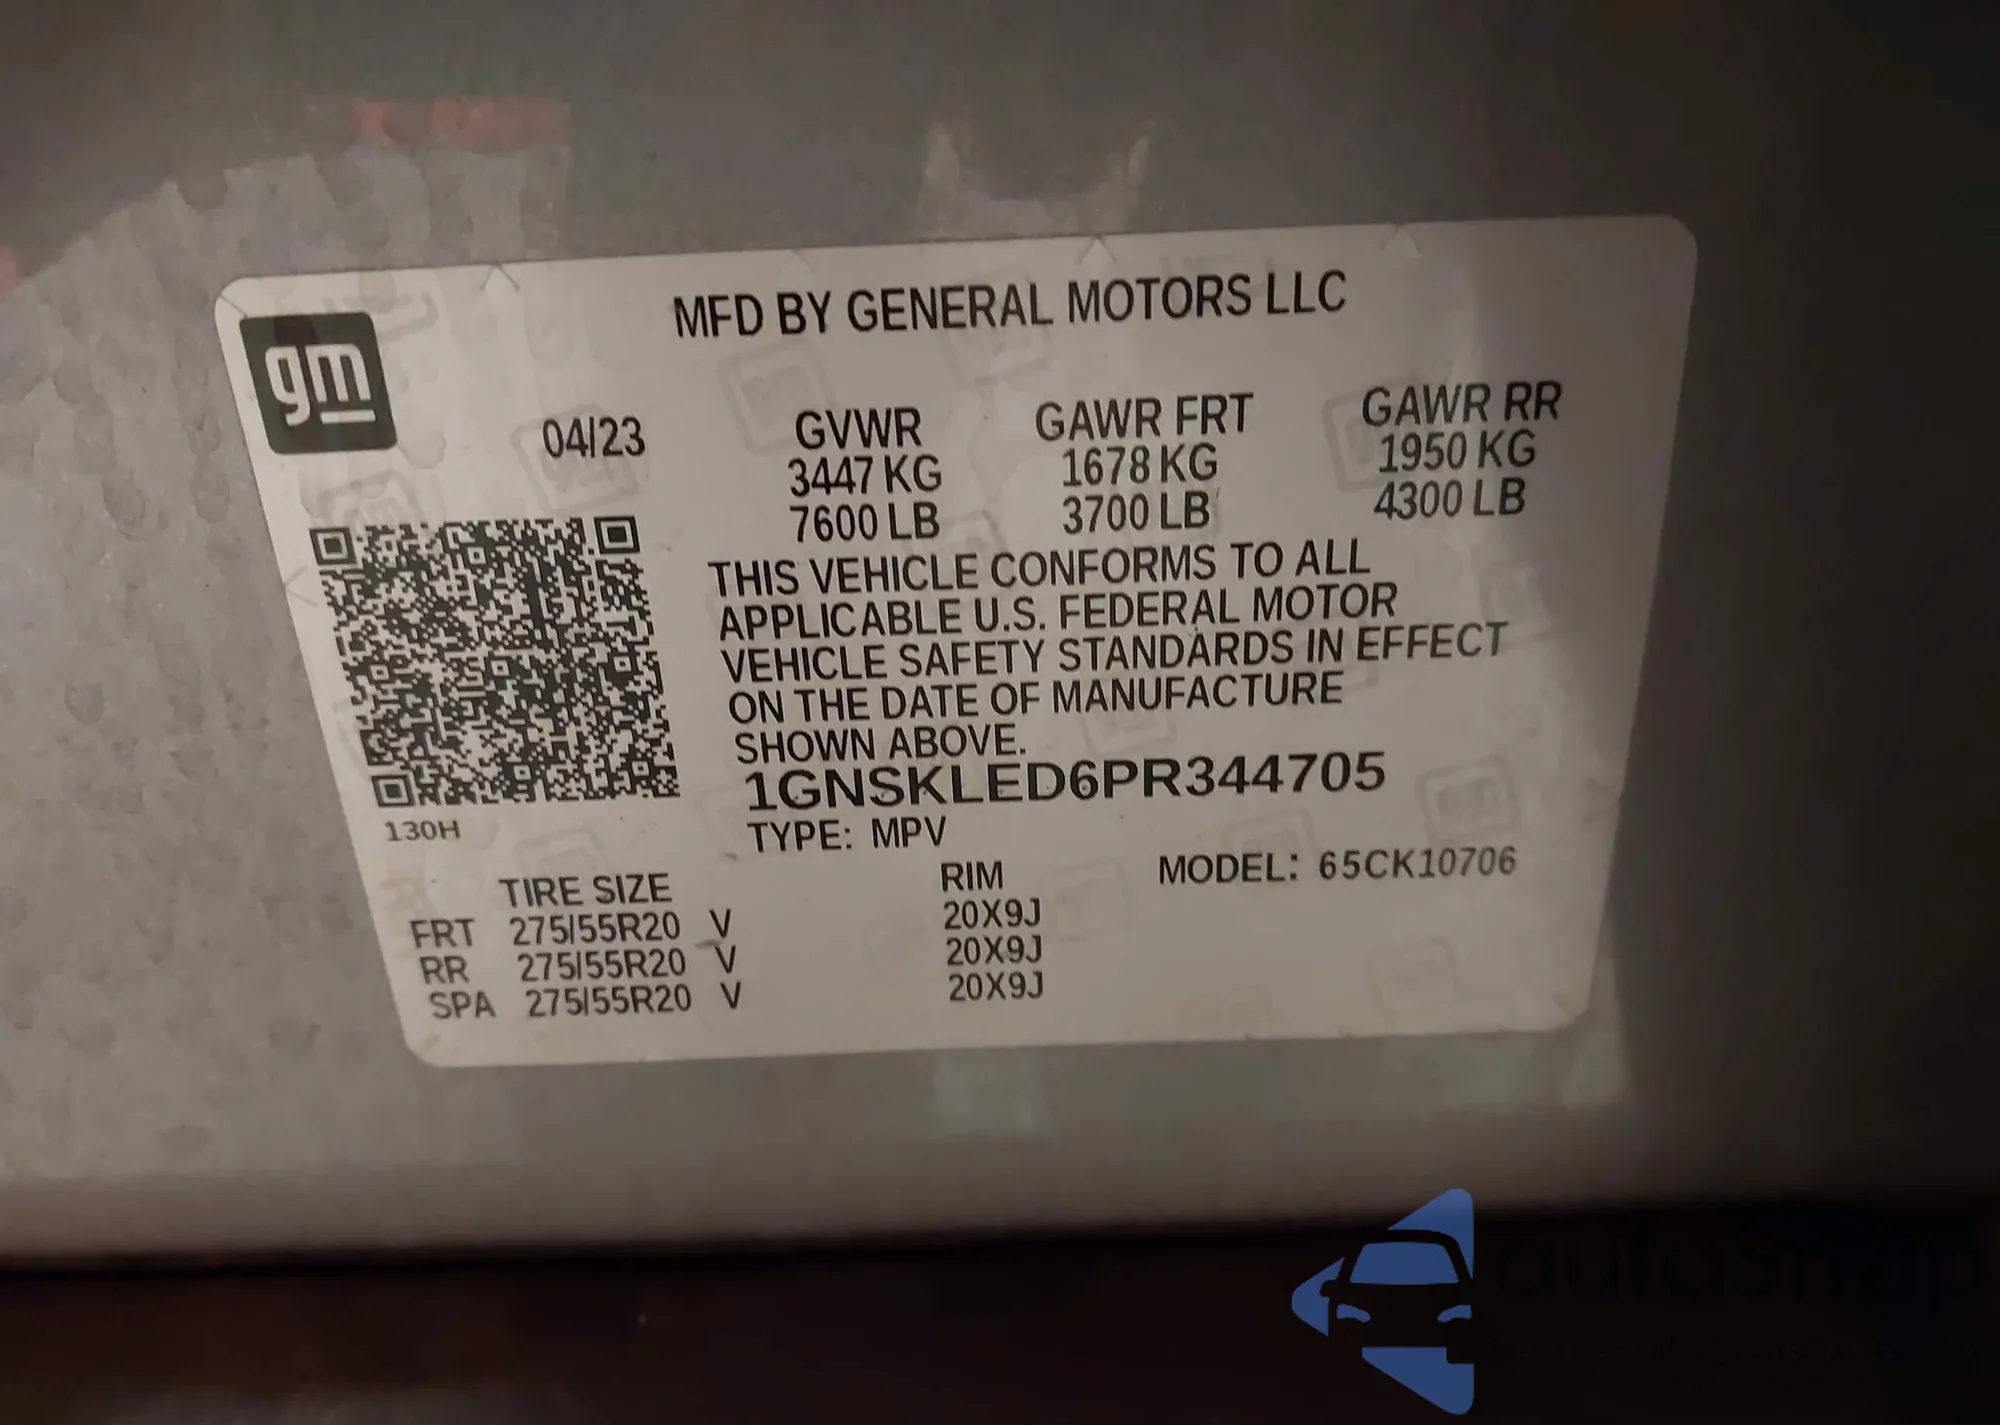 gm
MFD BY GENERAL MOTORS LLC
04/23 GVWR GAWR FRT GAWR RR
3447 KG 1678 KG 1950 KG
7600 LB 3700 LB 4300 LB
THIS VEHICLE CONFORMS TO ALL
APPLICABLE U.S. FEDERAL MOTOR
VEHICLE SAFETY STANDARDS IN EFFECT
ON THE DATE OF MANUFACTURE
SHOWN ABOVE.
1GNSKLED6PR344705
130H
TYPE: MPV
MODEL: 65CK10706
TIRE SIZE RIM
FRT 275/55R20 V 20X9J
RR 275/55R20 V 20X9J
SPA 275/55R20 V 20X9J